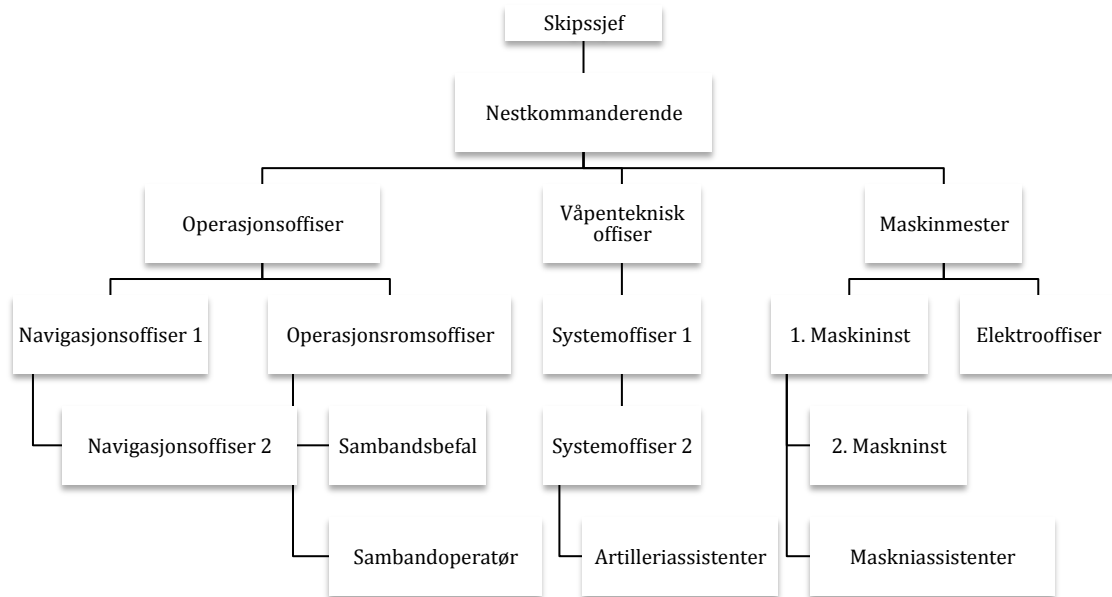 Skipssjef
Nestkommanderende
Operasjonsoffiser
Våpenteknisk
offiser
Maskinmester
Navigasjonsoffiser 1
Operasjonsromsoffiser
Systemoffiser 1
1. Maskininst
Elektrooffiser
Navigasjonsoffiser 2
Sambandsbefal
Systemoffiser 2
2. Maskninst
Sambandoperatør
Artilleriassistenter
Maskniassistenter